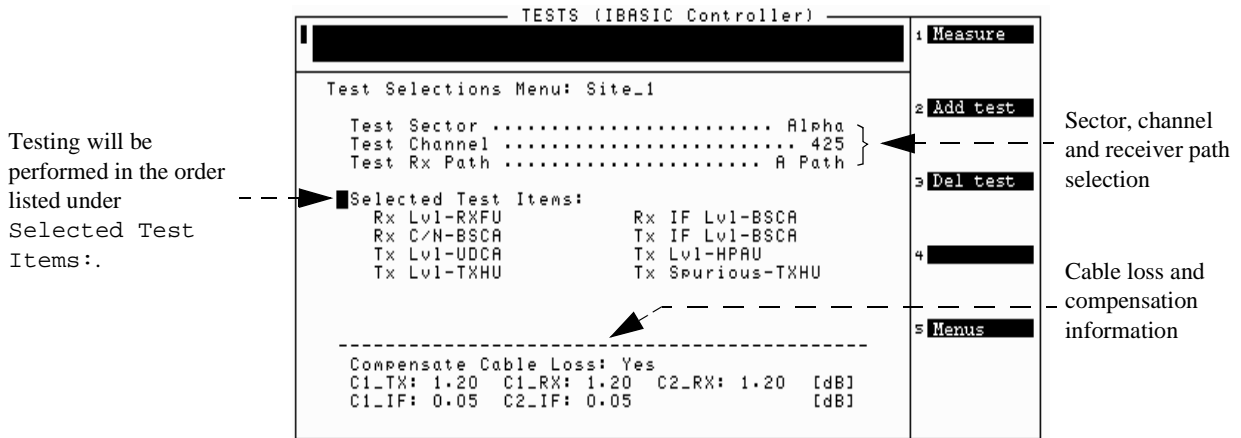 TESTS (IBASIC Controller)
1 Measure
Test Selections Menu: Site_1
2 Add test
Test Sector ........................ Alpha
Test Channel ......................... 425
Test Rx Path ...................... A Path
Sector, channel
and receiver path
selection
3 Del test
Testing will be
performed in the order
listed under
Selected Test
Items:.
Selected Test Items:
Rx Lvl-RXFU Rx IF Lvl-BSCA
Rx C/N-BSCA Tx IF Lvl-BSCA
Tx Lvl-UDCA Tx Lvl-HPAU
Tx Lvl-TXHU Tx Spurious-TXHU
4
Cable loss and
compensation
information
5 Menus
Compensate Cable Loss: Yes
C1_TX: 1.20 C1_RX: 1.20 C2_RX: 1.20 [dB]
C1_IF: 0.05 C2_IF: 0.05 [dB]